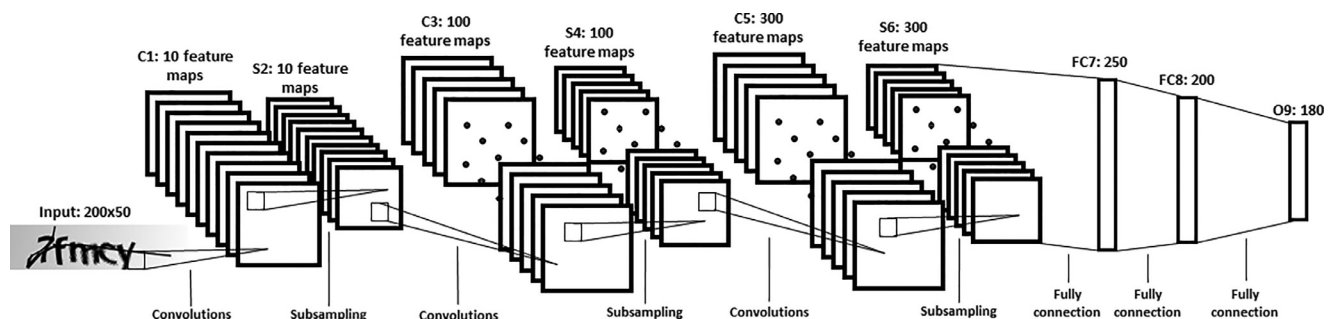 C1: 10 feature
maps
S2: 10 feature
maps
C3: 100
feature maps
S4: 100
feature maps
C5: 300
feature maps
S6: 300
feature maps
FC7: 250
FC8: 200
O9: 180
Input: 200x50
2fmcy
Convolutions
Subsampling
Convolutions
Subsampling
Convolutions
Subsampling
Fully
connection
Fully
connection
Fully
connection